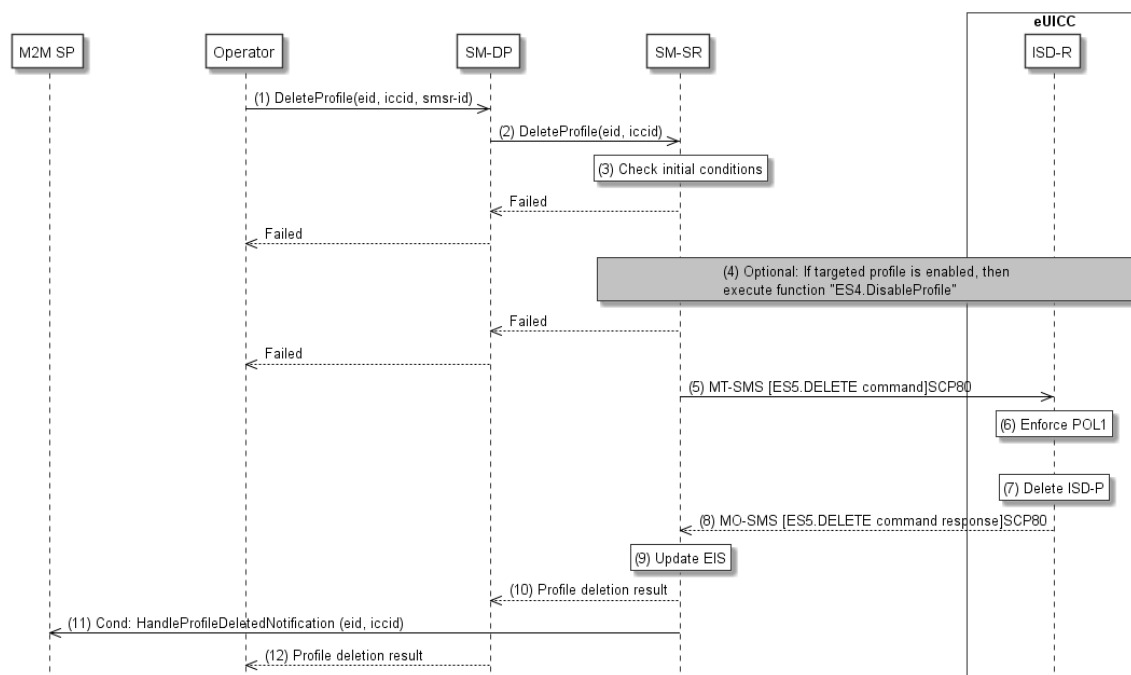 eUICC
M2M SP
Operator
SM-DP
SM-SR
ISD-R
(1) DeleteProfile(eid, iccid, smsr-id)
(2) DeleteProfile(eid, iccid)
(3) Check initial conditions
Failed
Failed
(4) Optional: If targeted profile is enabled, then
execute function "ES4.DisableProfile"
Failed
Failed
(5) MT-SMS [ES5.DELETE command]SCP80
(6) Enforce POL1
(7) Delete ISD-P
(8) MO-SMS [ES5.DELETE command response]SCP80
(9) Update EIS
(10) Profile deletion result
(11) Cond: HandleProfileDeletedNotification (eid, iccid)
(12) Profile deletion result